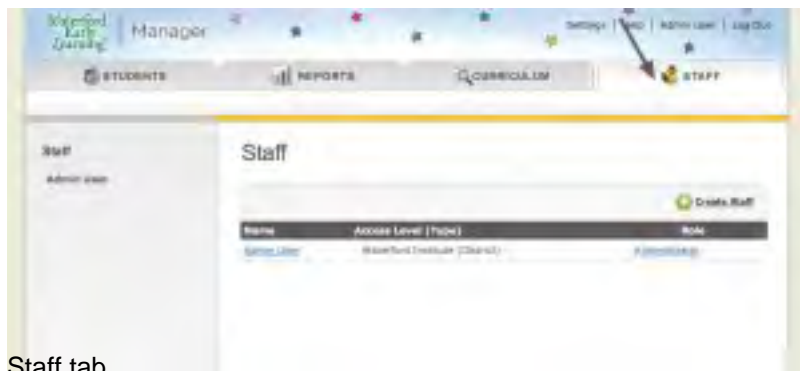 Waterford
Early
Learning
Manager
Settings | Help | Admin User | Log Out
STUDENTS
REPORTS
CURRICULUM
STAFF
Staff
Admin User
Staff
Create Staff
Name Access Level (Type) Role
Admin User Waterford Institute (District) Administrator
Staff tab